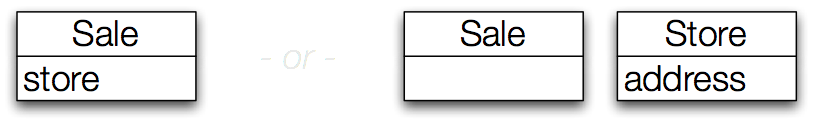 Sale
store
- or -
Sale
Store
address